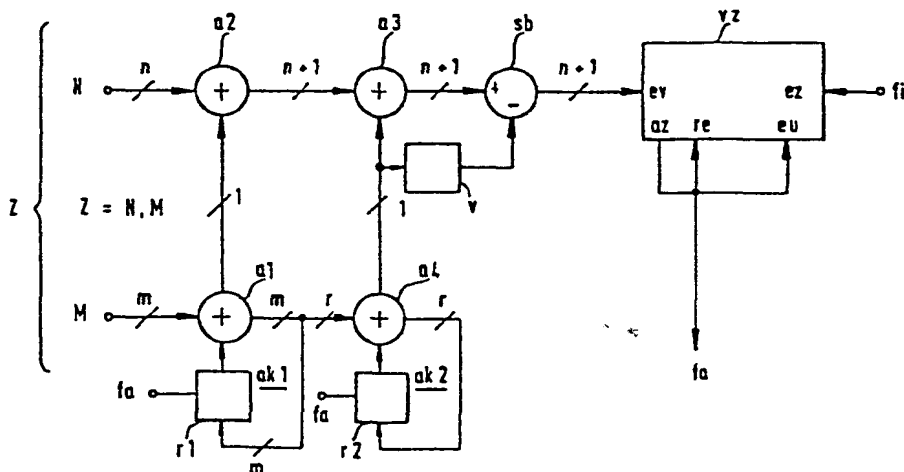 a2 a3 sb vz
N n n+1 n+1 n+1 ev ez fi
az re eu
v
Z Z = N, M 1 1
a1 a4
M m m r r
fa ak1 fa ak2
r1 m r2
fa